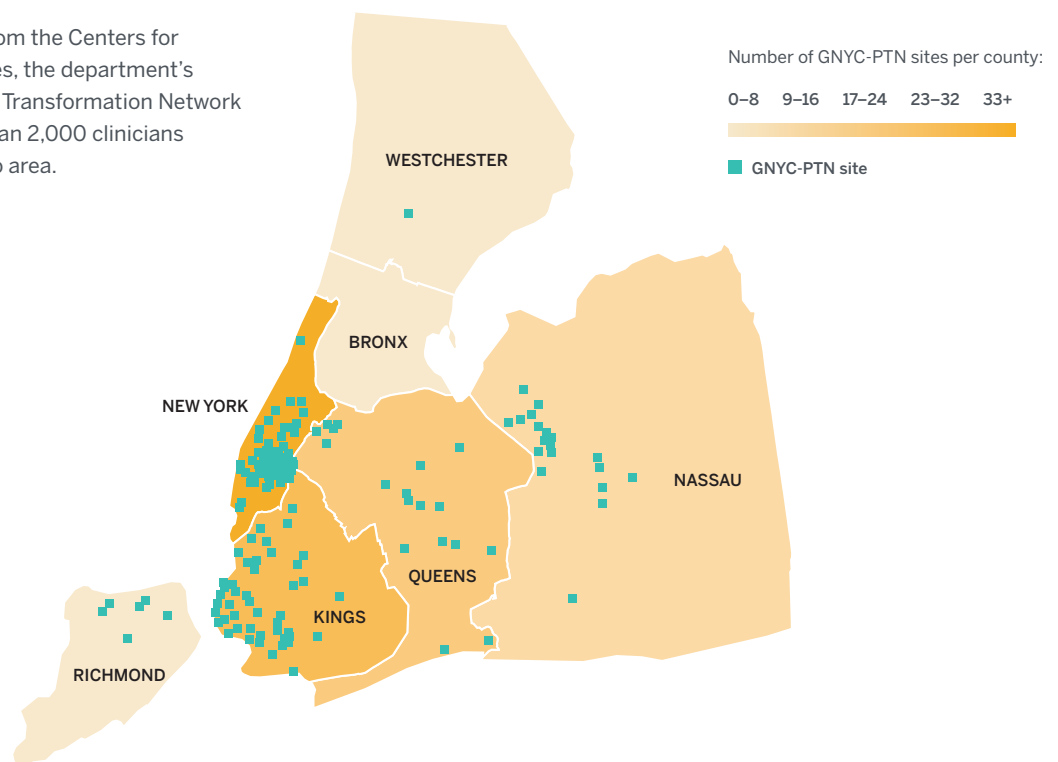 om the Centers for
es, the department's
Transformation Network
an 2,000 clinicians
o area.
Number of GNYC-PTN sites per county:
0–8 9–16 17–24 23–32 33+
GNYC-PTN site
WESTCHESTER
BRONX
NEW YORK
NASSAU
QUEENS
KINGS
RICHMOND